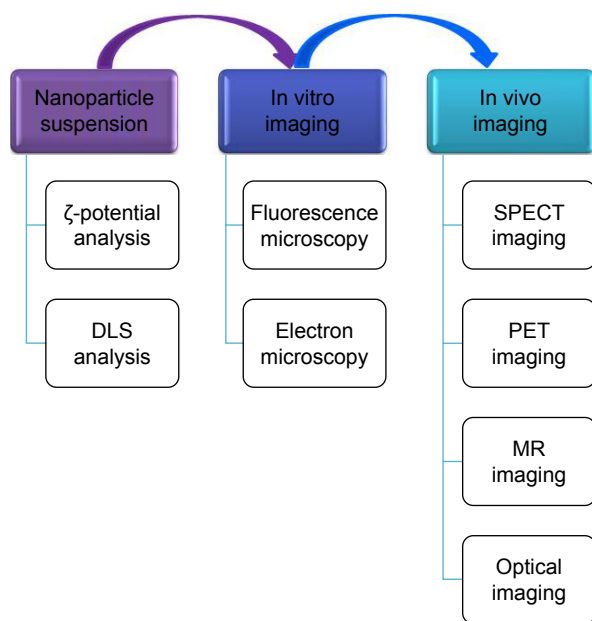 Nanoparticle
suspension
ζ-potential
analysis
DLS
analysis
In vitro
imaging
Fluorescence
microscopy
Electron
microscopy
In vivo
imaging
SPECT
imaging
PET
imaging
MR
imaging
Optical
imaging